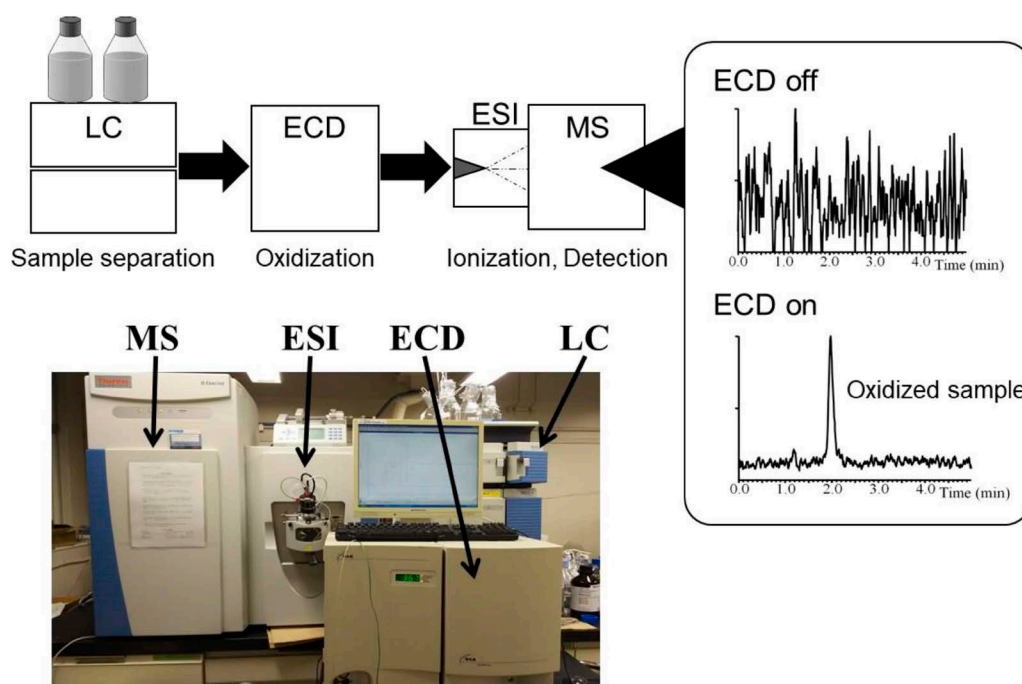 LC
ECD
ESI
MS
Sample separation
Oxidization
Ionization, Detection
ECD off
0.0 1.0 2.0 3.0 4.0 Time (min)
ECD on
Oxidized sample
0.0 1.0 2.0 3.0 4.0 Time (min)
MS ESI ECD LC
Thermo